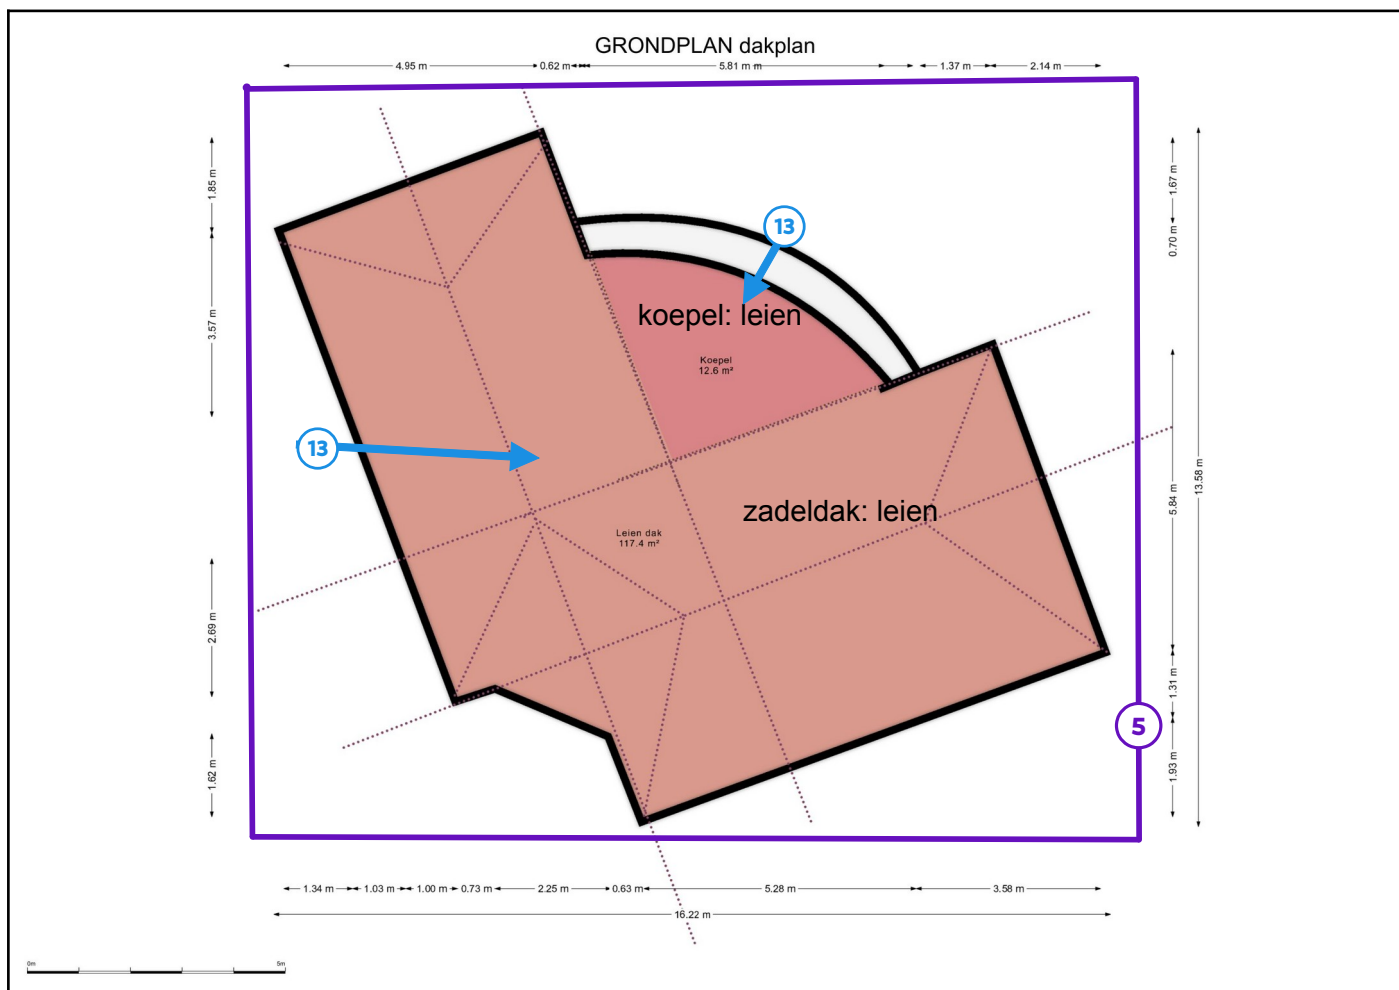 GRONDPLAN dakplan
4.95 m
0.62 m
5.81 m m
1.37 m
2.14 m
1.85 m
3.57 m
2.69 m
1.62 m
1.67 m
0.70 m
13.58 m
5.84 m
1.31 m
1.93 m
13
koepel: leien
Koepel
12.6 m²
13
zadeldak: leien
Leien dak
117.4 m²
5
1.34 m
1.03 m
1.00 m
0.73 m
2.25 m
0.63 m
5.28 m
3.58 m
16.22 m
0m
5m